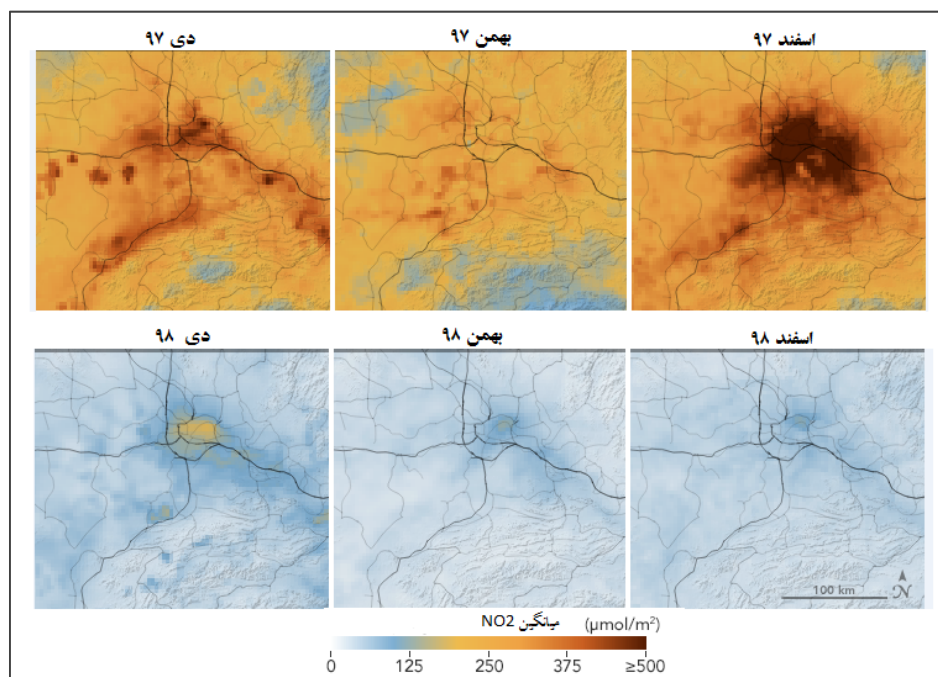 دی ۹۷
بهمن ۹۷
اسفند ۹۷
دی ۹۸
بهمن ۹۸
اسفند ۹۸
100 km
N
میانگین NO2 (µmol/m²)
0 125 250 375 ≥500